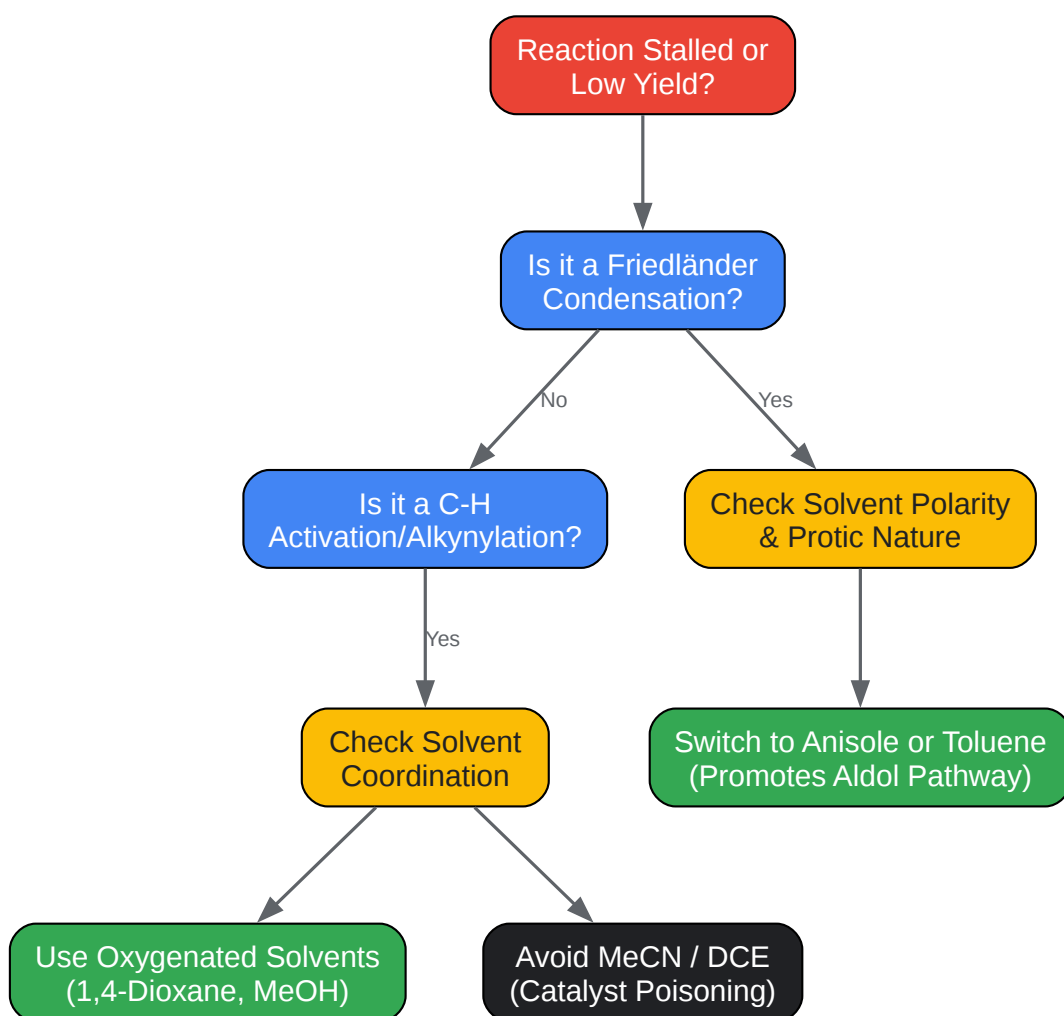 Reaction Stalled or
Low Yield?
Is it a Friedländer
Condensation?
No
Yes
Is it a C-H
Activation/Alkynylation?
Check Solvent Polarity
& Protic Nature
Yes
Check Solvent
Coordination
Switch to Anisole or Toluene
(Promotes Aldol Pathway)
Use Oxygenated Solvents
(1,4-Dioxane, MeOH)
Avoid MeCN / DCE
(Catalyst Poisoning)